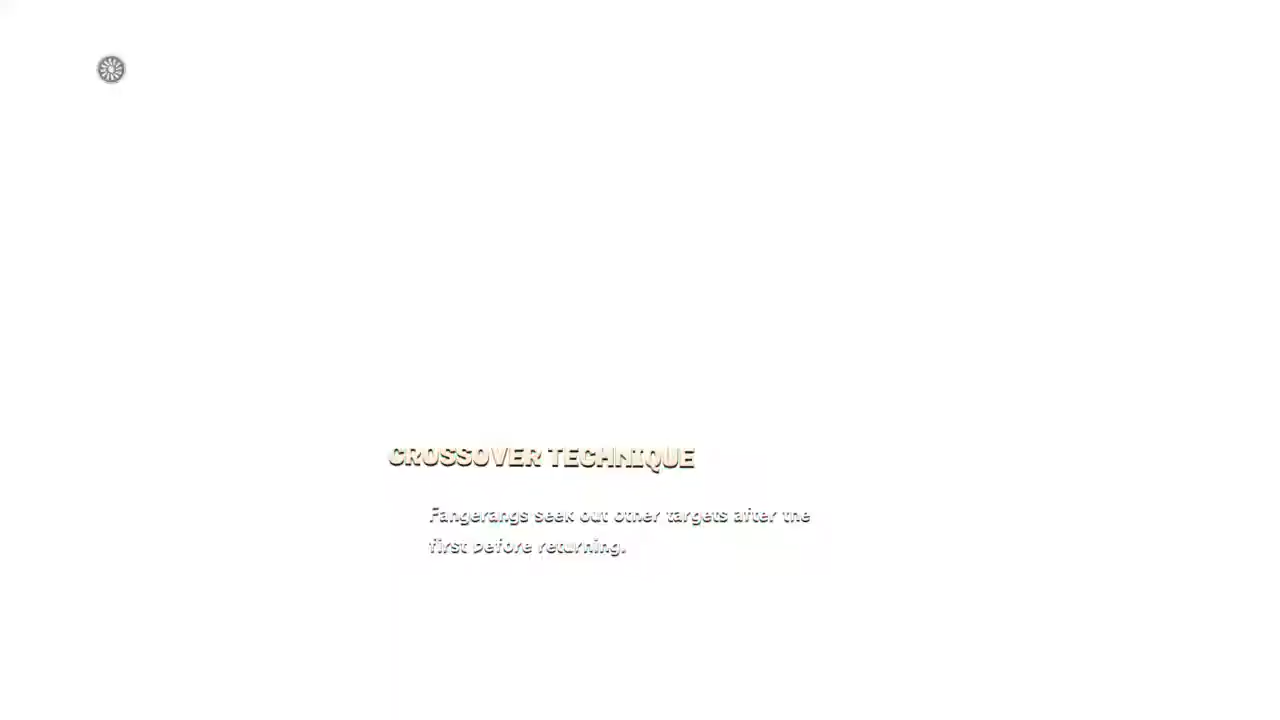 CROSSOVER TECHNIQUE
Fangerangs seek out other targets after the
first before returning.